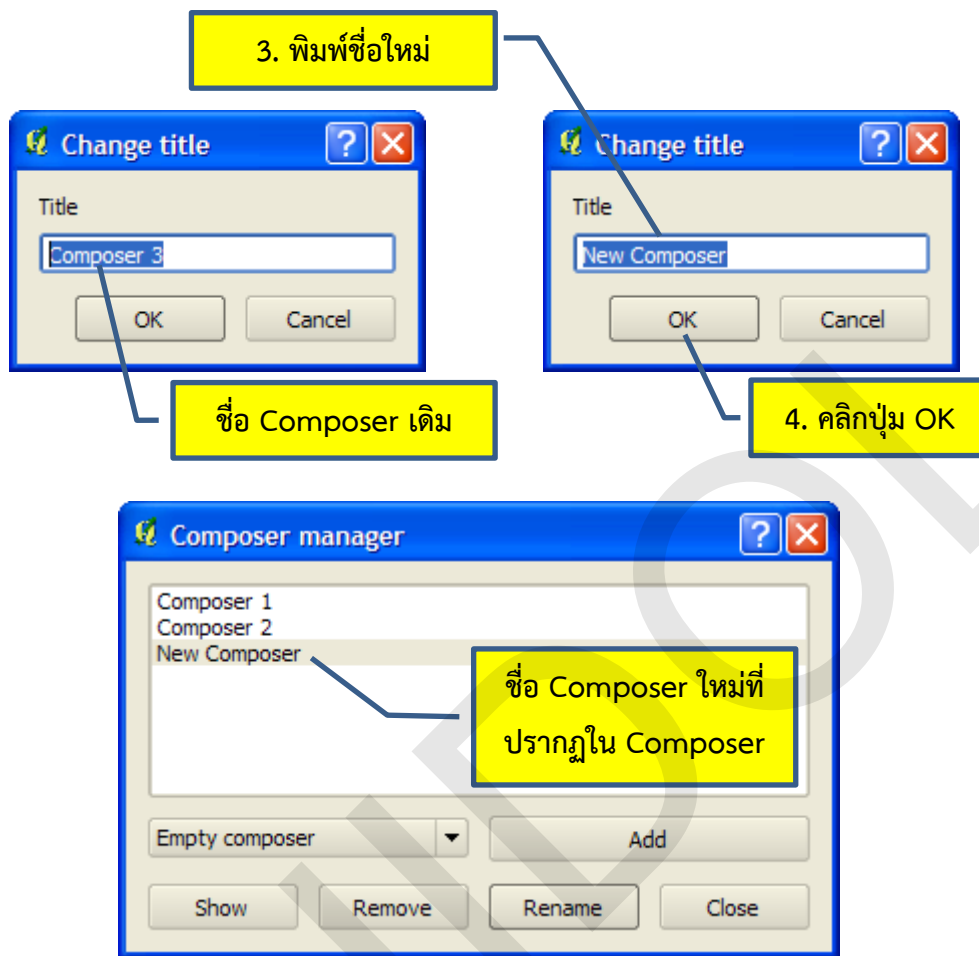 3. พิมพ์ชื่อใหม่
Change title
Title
Composer 3
OK
Cancel
ชื่อ Composer เดิม
Change title
Title
New Composer
OK
Cancel
4. คลิกปุ่ม OK
Composer manager
Composer 1
Composer 2
New Composer
ชื่อ Composer ใหม่ที่
ปรากฏใน Composer
Empty composer
Add
Show
Remove
Rename
Close